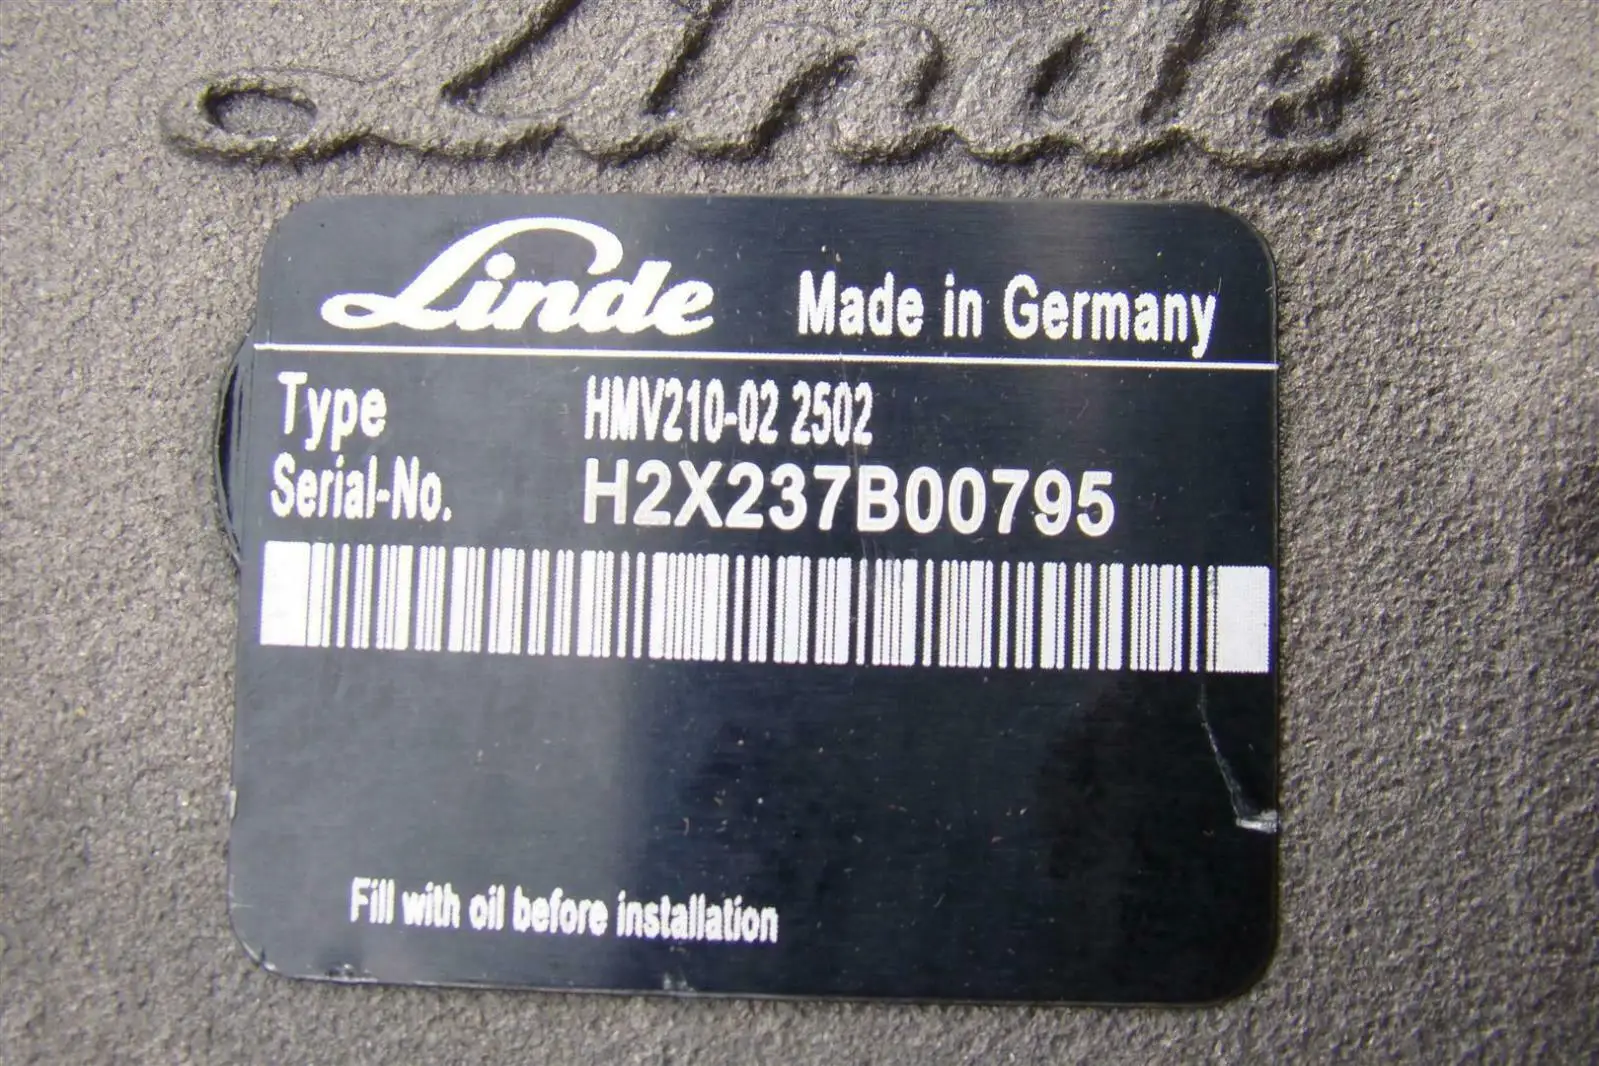 Linde
Linde Made in Germany
Type HMV210-02 2502
Serial-No. H2X237B00795
Fill with oil before installation